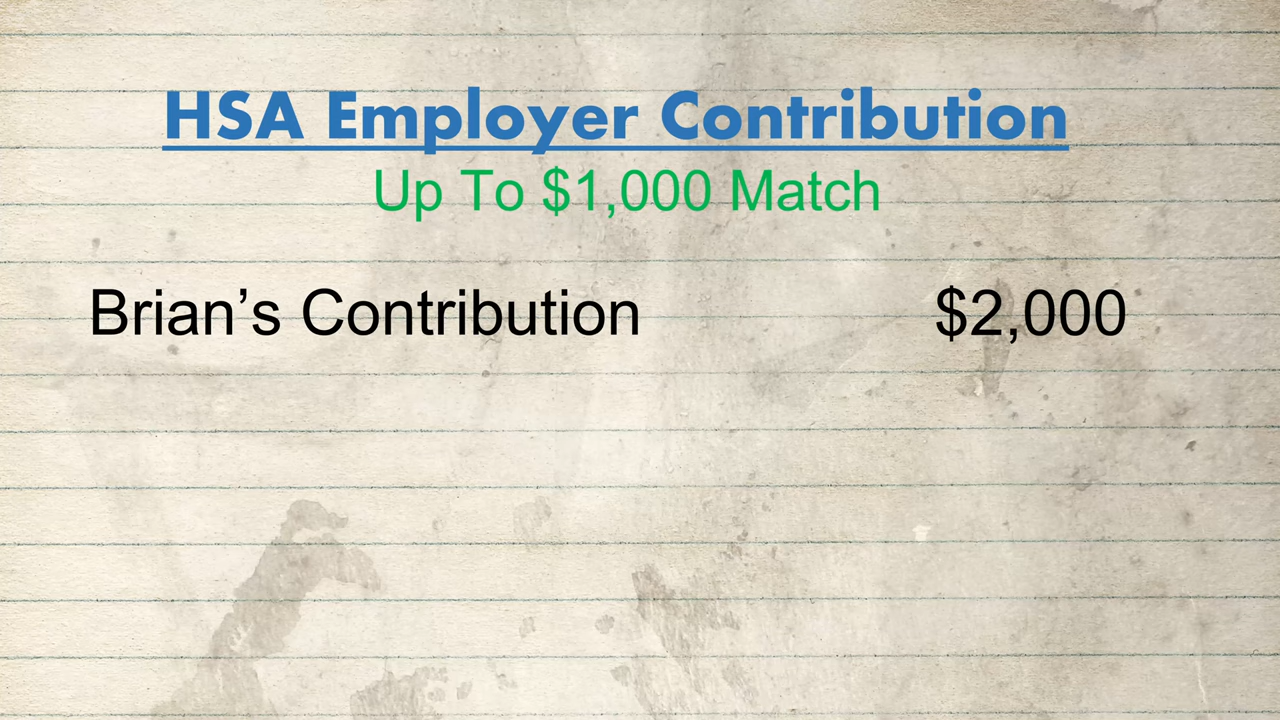 HSA Employer Contribution
Up To $1,000 Match
Brian’s Contribution $2,000